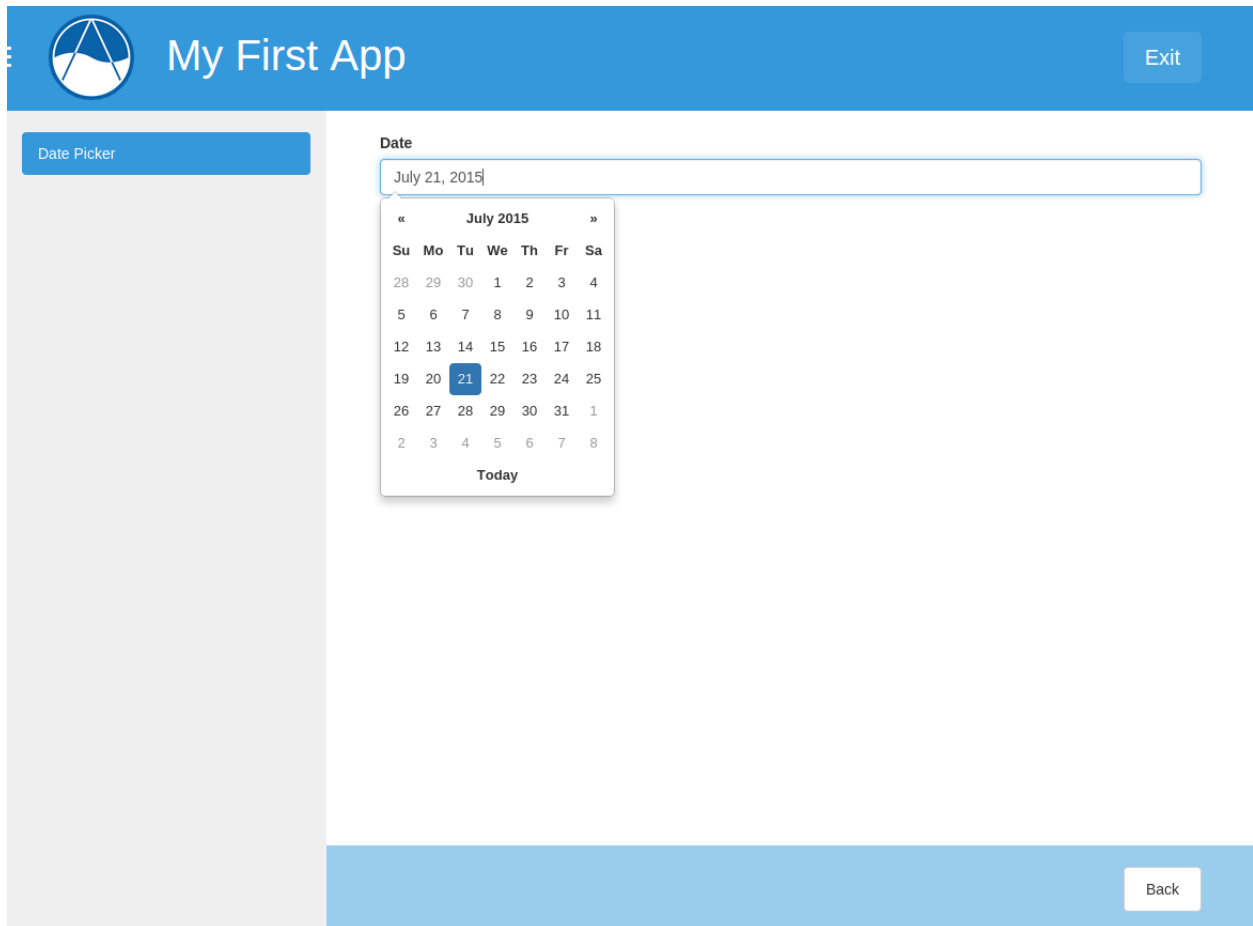 My First App
Exit
Date Picker
Date
July 21, 2015
« July 2015 »
Su Mo Tu We Th Fr Sa
28 29 30 1 2 3 4
5 6 7 8 9 10 11
12 13 14 15 16 17 18
19 20 21 22 23 24 25
26 27 28 29 30 31 1
2 3 4 5 6 7 8
Today
Back